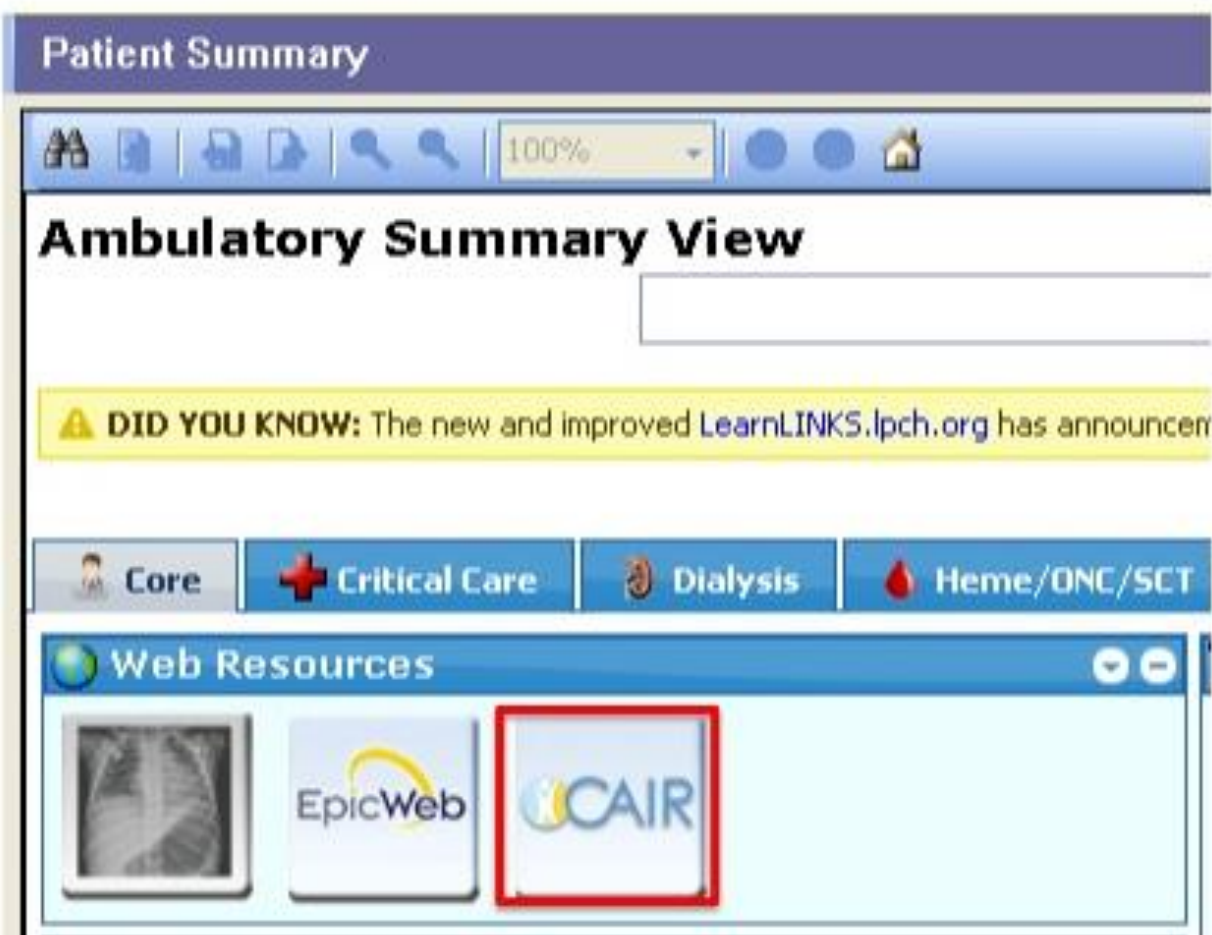 Patient Summary
100%
Ambulatory Summary View
DID YOU KNOW: The new and improved LearnLINKS.lpch.org has
Core
Critical Care
Dialysis
Heme/ONC/SCT
Web Resources
EpicWeb
CAIR